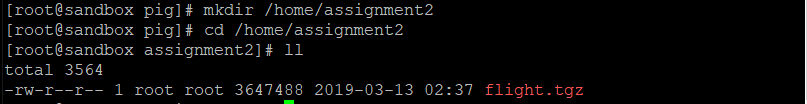 [root@sandbox pig]# mkdir /home/assignment2
[root@sandbox pig]# cd /home/assignment2
[root@sandbox assignment2]# ll
total 3564
-rw-r--r-- 1 root root 3647488 2019-03-13 02:37 flight.tgz